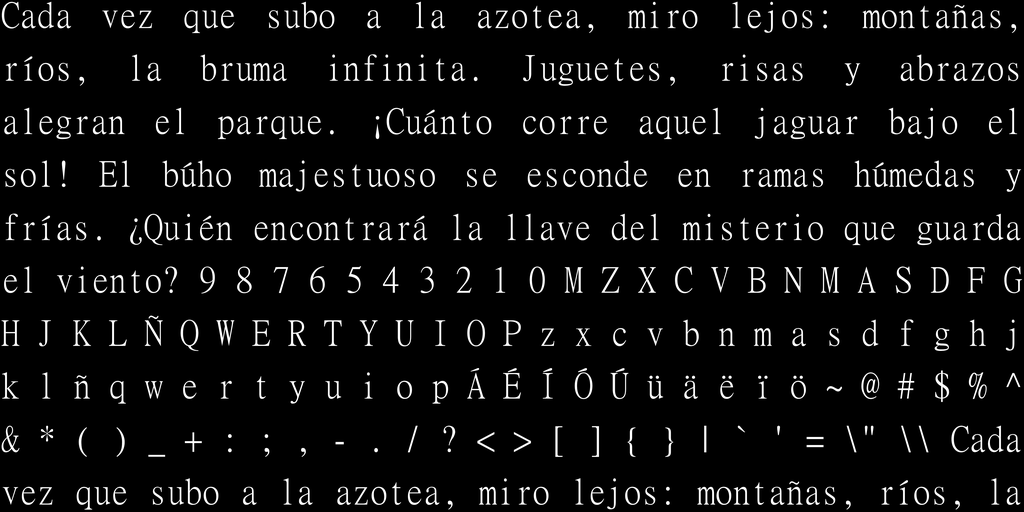 Cada vez que subo a la azotea, miro lejos: montañas,
ríos, la bruma infinita. Juguetes, risas y abrazos
alegran el parque. ¡Cuánto corre aquel jaguar bajo el
sol! El búho majestuoso se esconde en ramas húmedas y
frías. ¿Quién encontrará la llave del misterio que guarda
el viento? 9 8 7 6 5 4 3 2 1 0 M Z X C V B N M A S D F G
H J K L Ñ Q W E R T Y U I O P z x c v b n m a s d f g h j
k l ñ q w e r t y u i o p Á É Í Ó Ú ü ä ë ï ö ~ @ # $ % ^
& * ( ) _ + : ; , - . / ? < > [ ] { } | ` ' = \" \\ Cada
vez que subo a la azotea, miro lejos: montañas, ríos, la